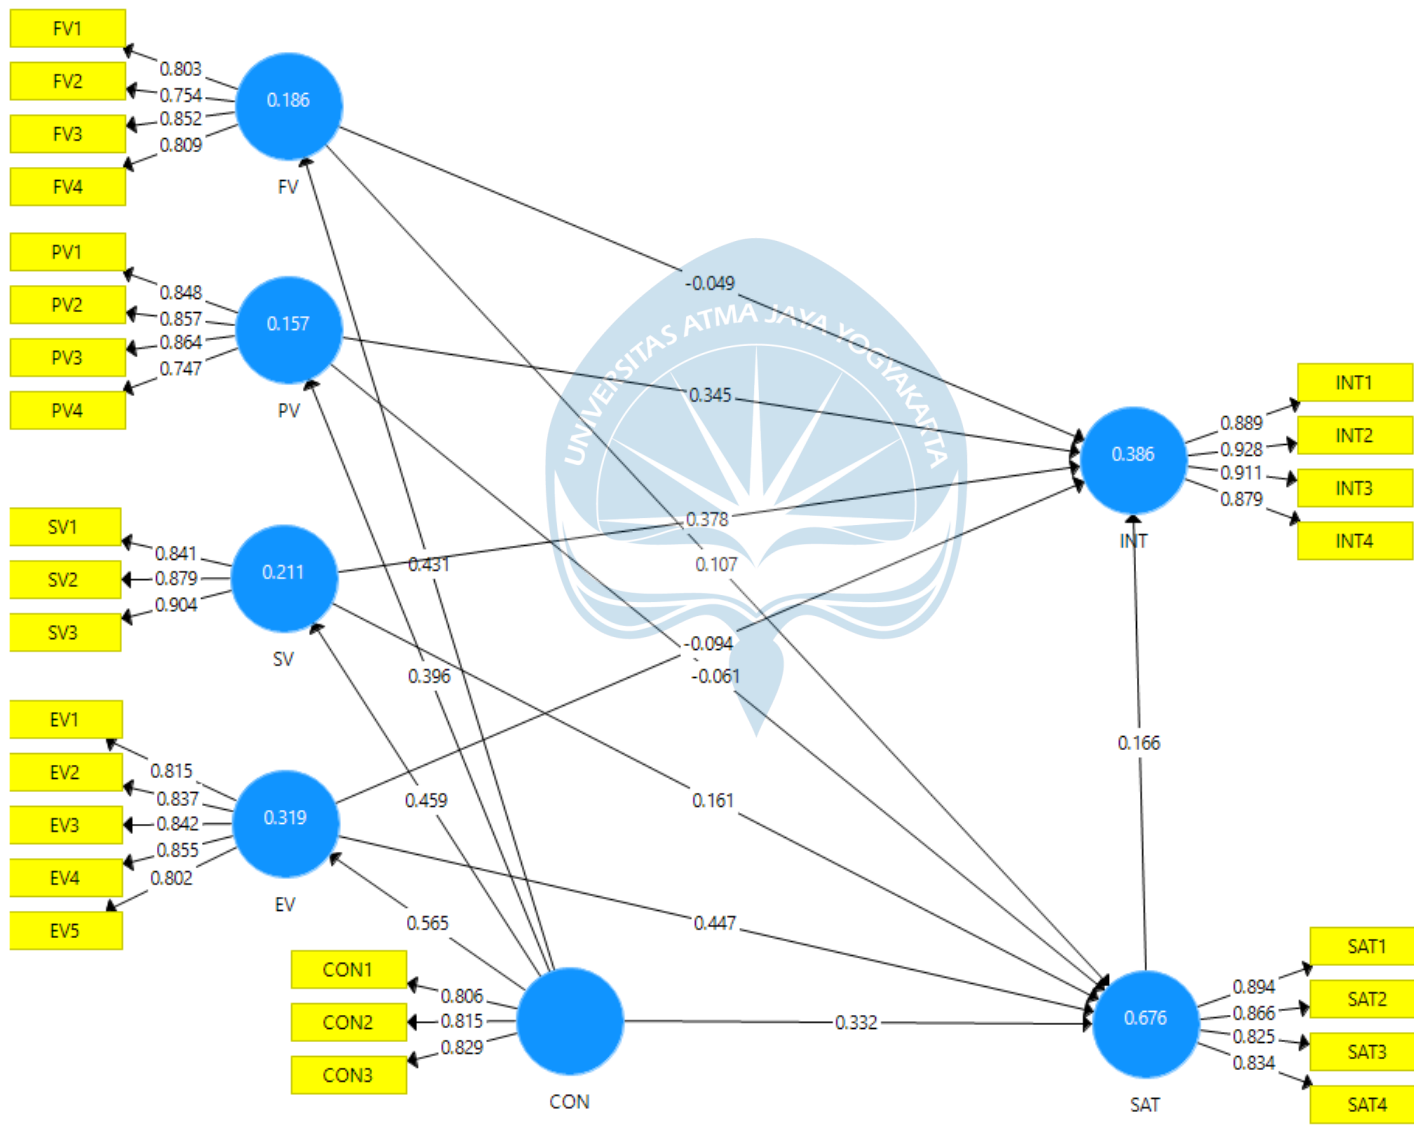 FV1
FV2
FV3
FV4
0.803
0.754
0.852
0.809
0.186
FV
PV1
PV2
PV3
PV4
0.848
0.857
0.864
0.747
0.157
PV
SV1
SV2
SV3
0.841
0.879
0.904
0.211
SV
EV1
EV2
EV3
EV4
EV5
0.815
0.837
0.842
0.855
0.802
0.319
EV
CON1
CON2
CON3
0.806
0.815
0.829
CON
-0.049
UNIVERSITAS ATMA JAYA YOGYAKARTA
0.345
0.378
0.431
0.107
-0.094
0.396
-0.061
0.166
0.459
0.161
0.565
0.447
0.332
0.386
INT
0.889
0.928
0.911
0.879
INT1
INT2
INT3
INT4
0.676
SAT
0.894
0.866
0.825
0.834
SAT1
SAT2
SAT3
SAT4